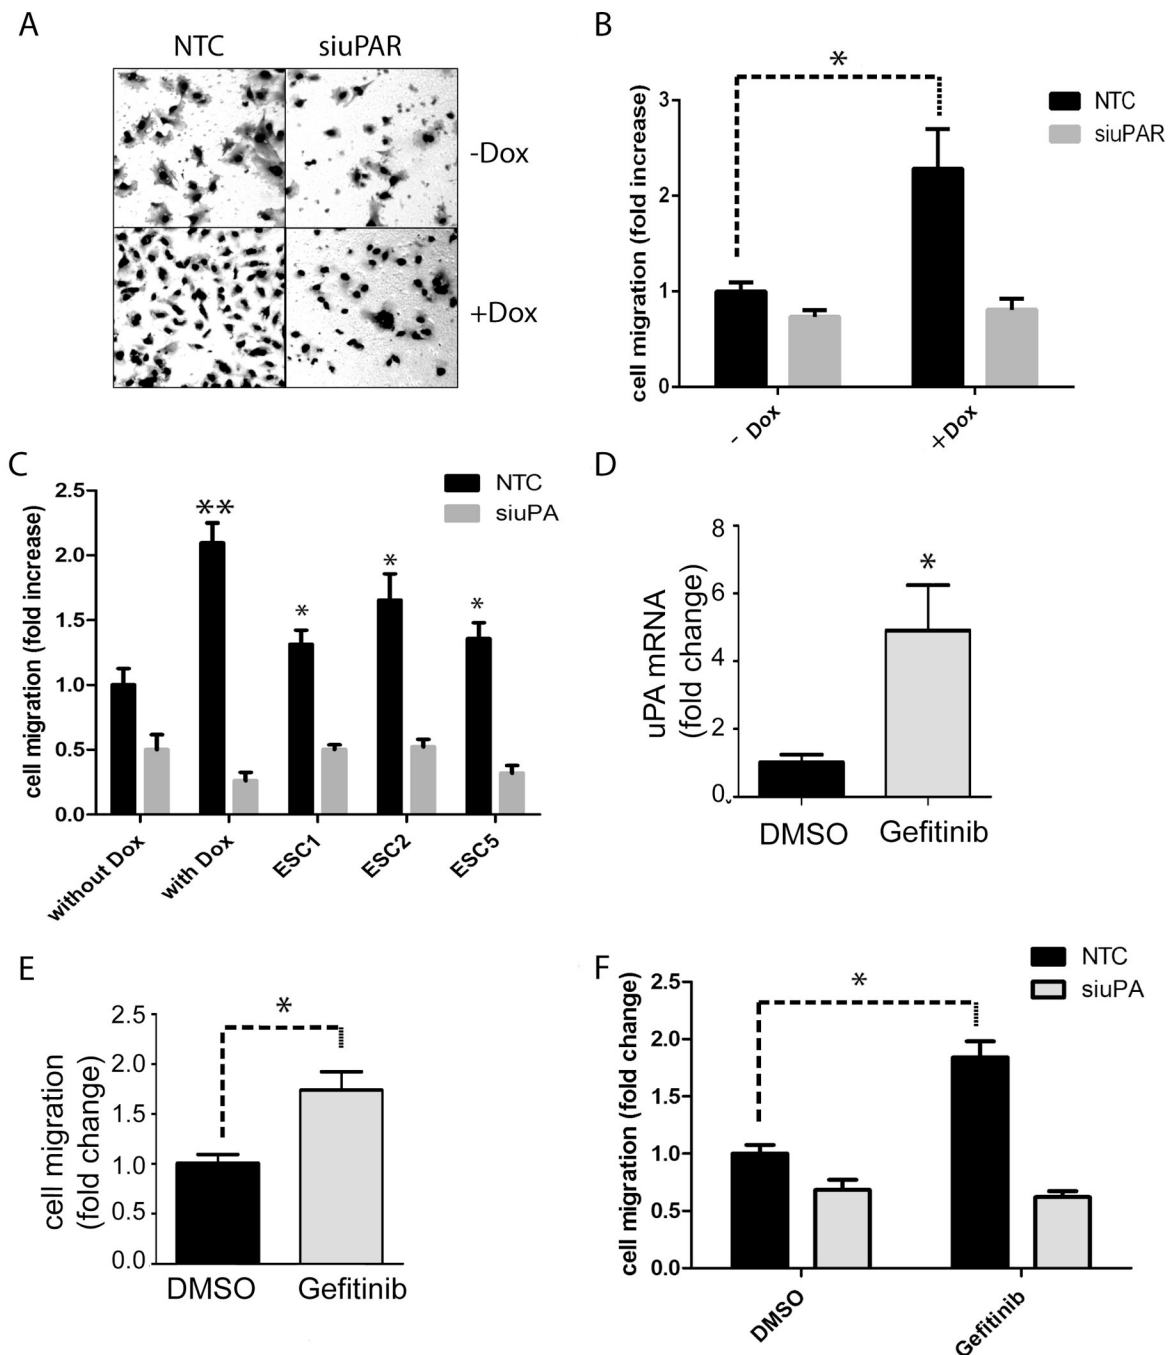 A
NTC
siuPAR
-Dox
+Dox
B
*
NTC
siuPAR
cell migration (fold increase)
3
2
1
0
- Dox
+Dox
C
NTC
siuPA
cell migration (fold increase)
2.5
2.0
1.5
1.0
0.5
0.0
**
*
*
*
without Dox
with Dox
ESC1
ESC2
ESC5
D
uPA mRNA
(fold change)
8
6
4
2
0
*
DMSO
Gefitinib
E
cell migration
(fold change)
2.5
2.0
1.5
1.0
0.5
0.0
*
DMSO
Gefitinib
F
NTC
siuPA
cell migration (fold change)
2.5
2.0
1.5
1.0
0.5
0.0
*
DMSO
Gefitinib